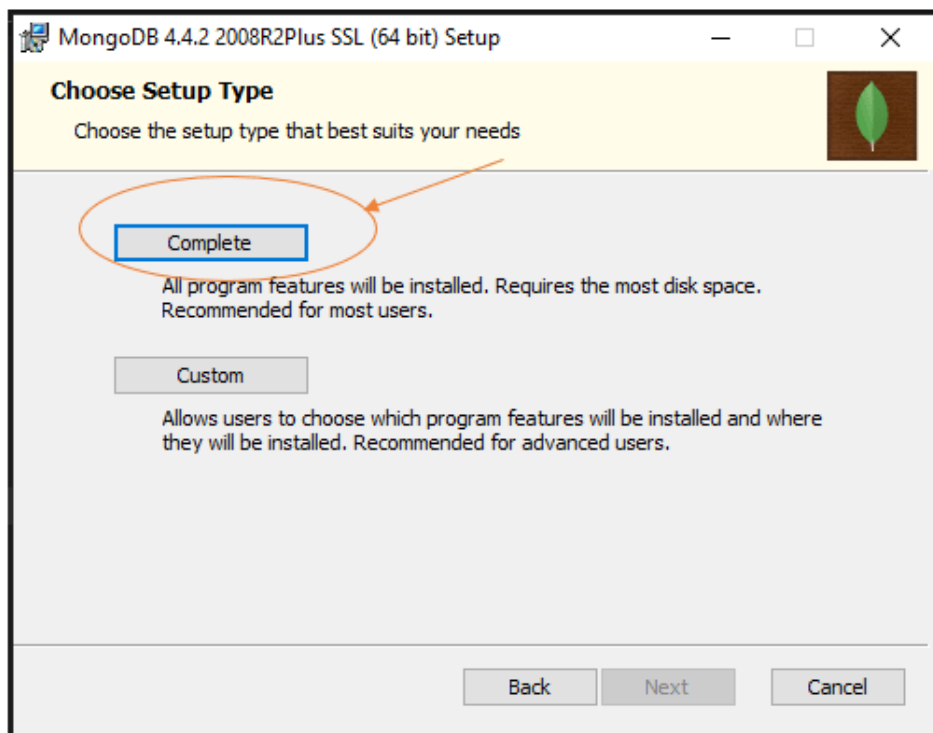 MongoDB 4.4.2 2008R2Plus SSL (64 bit) Setup
Choose Setup Type
Choose the setup type that best suits your needs
Complete
All program features will be installed. Requires the most disk space.
Recommended for most users.
Custom
Allows users to choose which program features will be installed and where
they will be installed. Recommended for advanced users.
Back
Next
Cancel